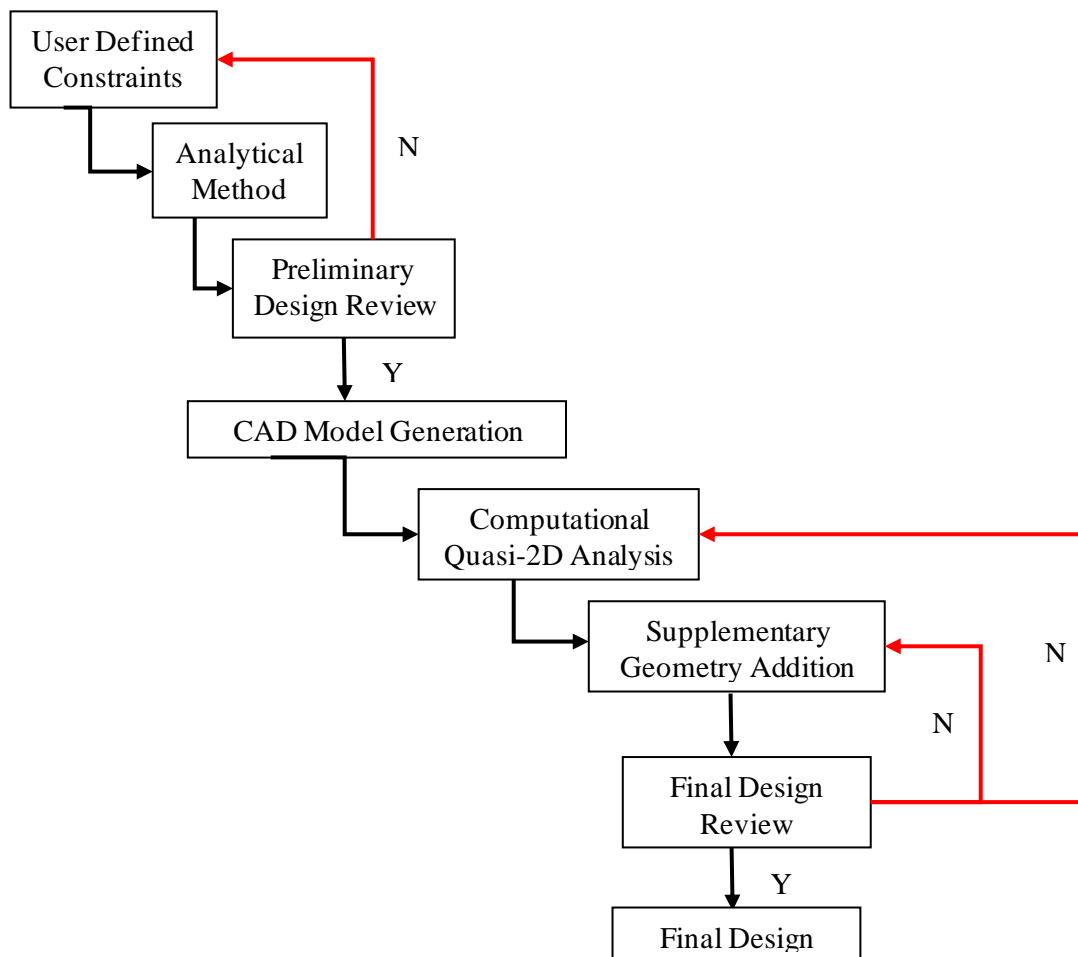 User Defined
Constraints
N
Analytical
Method
Preliminary
Design Review
Y
CAD Model Generation
Computational
Quasi-2D Analysis
Supplementary
Geometry Addition
N
N
Final Design
Review
Y
Final Design